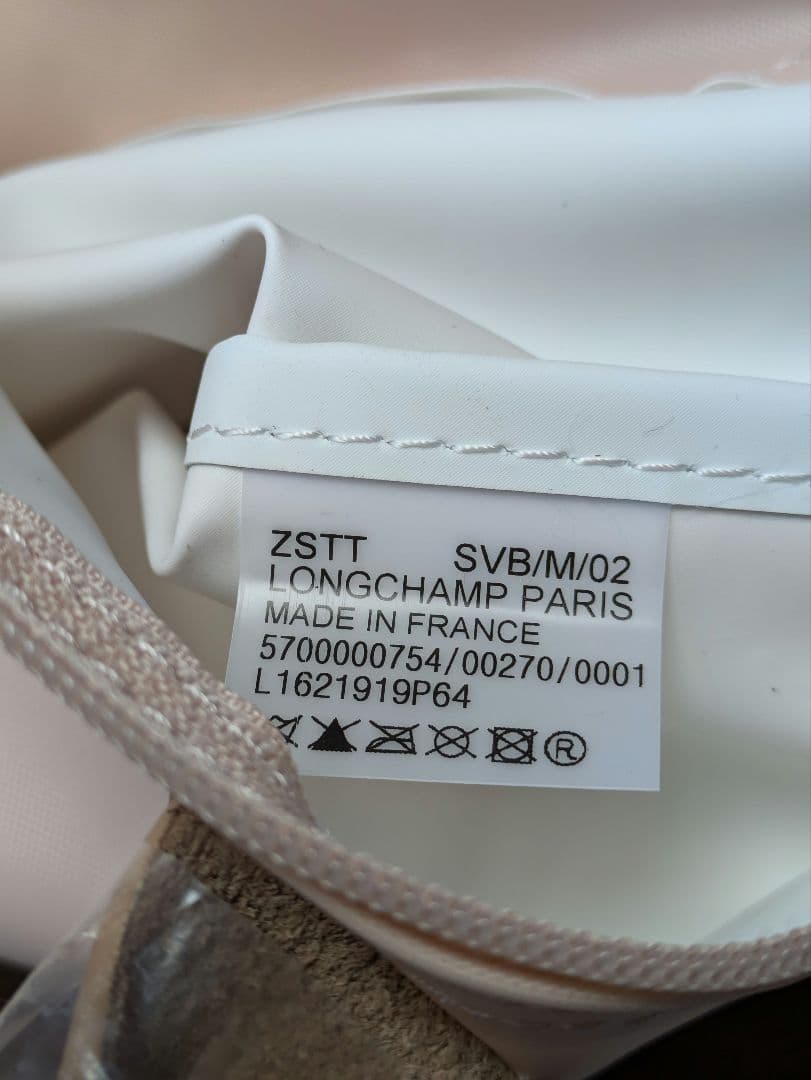 ZSTT SVB/M/02
LONGCHAMP PARIS
MADE IN FRANCE
5700000754/00270/0001
L1621919P64
®